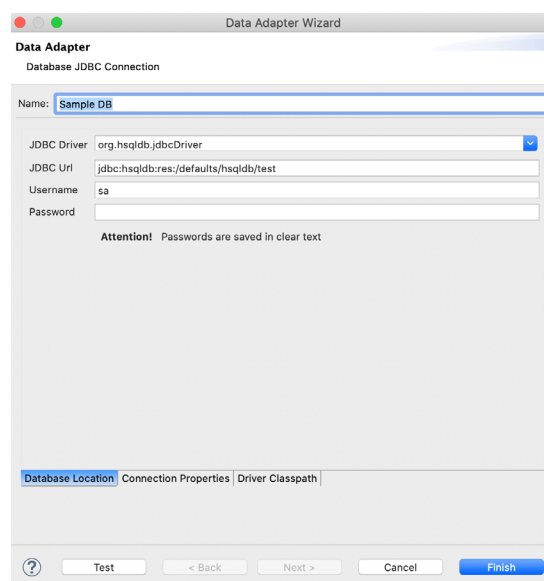 Data Adapter Wizard
Data Adapter
Database JDBC Connection
Name: Sample DB
JDBC Driver org.hsqldb.jdbcDriver
JDBC Url jdbc:hsqldb:res:/defaults/hsqldb/test
Username sa
Password
Attention! Passwords are saved in clear text
Database Location Connection Properties Driver Classpath
? Test < Back Next > Cancel Finish